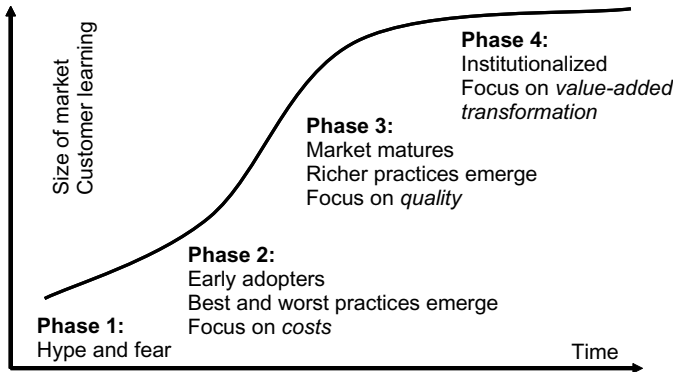 Size of market
Customer learning
Phase 4:
Institutionalized
Focus on value-added
transformation
Phase 3:
Market matures
Richer practices emerge
Focus on quality
Phase 2:
Early adopters
Best and worst practices emerge
Focus on costs
Phase 1:
Hype and fear
Time